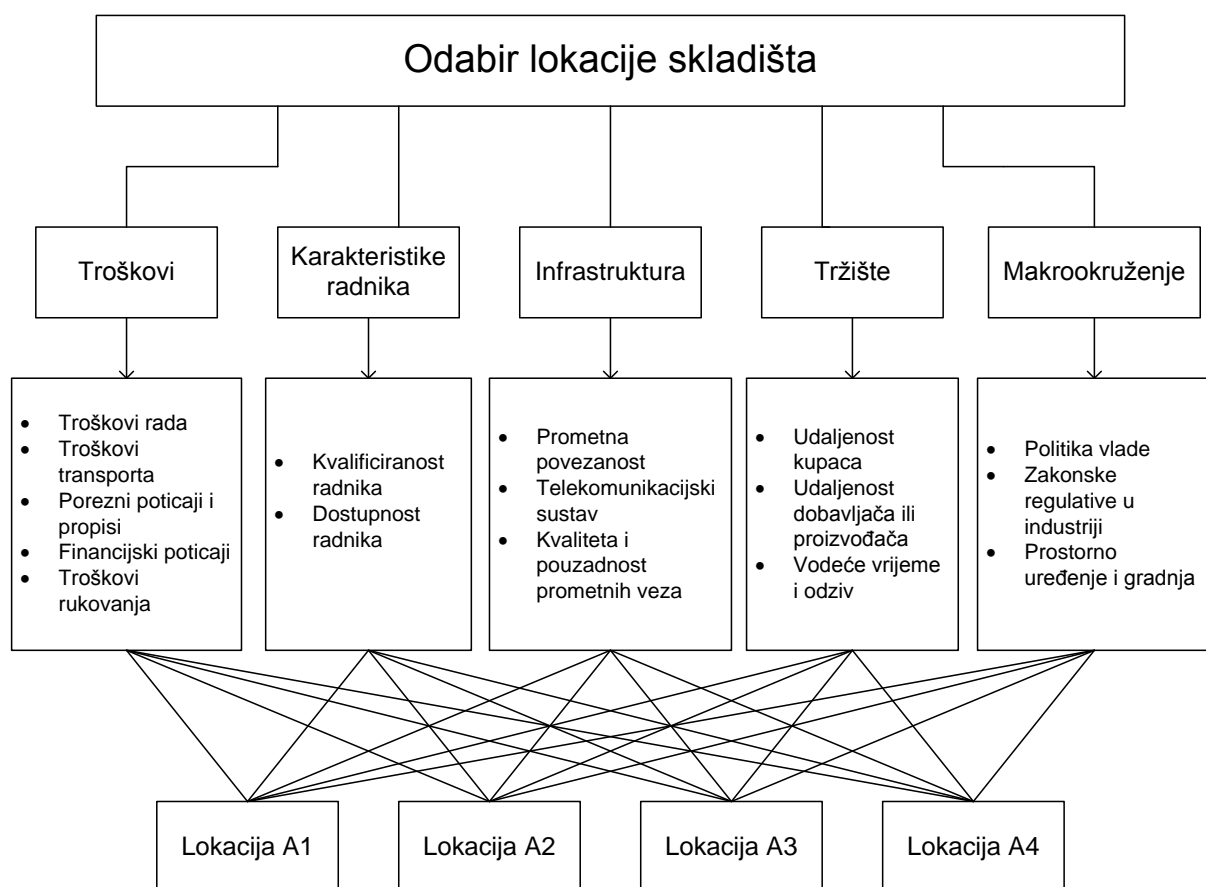 Odabir lokacije skladišta
Troškovi
Karakteristike
radnika
Infrastruktura
Tržište
Makrookruženje
• Troškovi rada
• Troškovi
transporta
• Porezni poticaji i
propisi
• Financijski poticaji
• Troškovi
rukovanja
• Kvalificiranost
radnika
• Dostupnost
radnika
• Prometna
povezanost
• Telekomunikacijski
sustav
• Kvaliteta i
pouzadnost
prometnih veza
• Udaljenost
kupaca
• Udaljenost
dobavljača ili
proizvođača
• Vodeće vrijeme
i odziv
• Politika vlade
• Zakonske
regulative u
industriji
• Prostorno
uređenje i gradnja
Lokacija A1
Lokacija A2
Lokacija A3
Lokacija A4